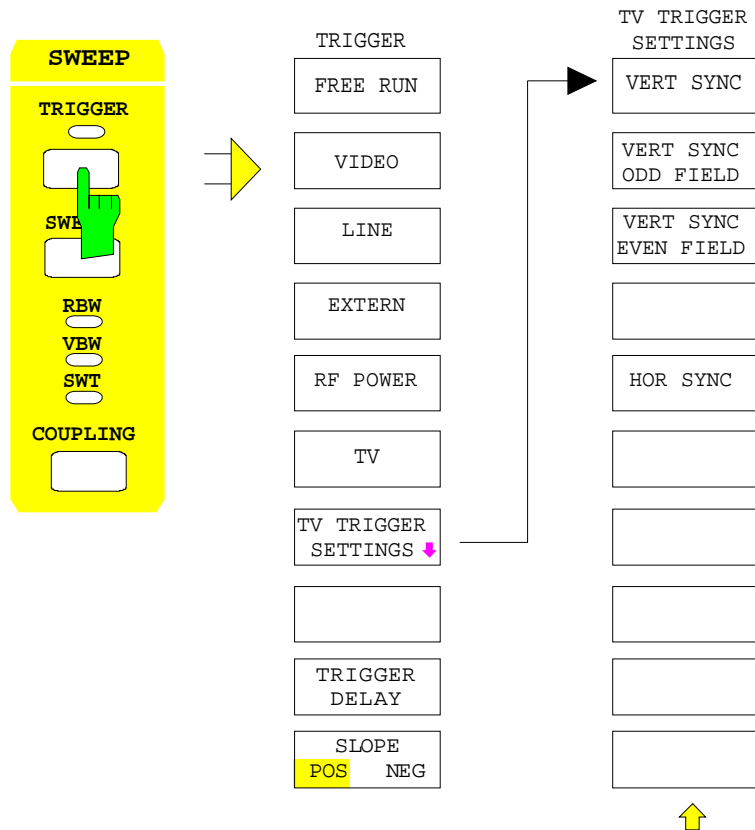 SWEEP
TRIGGER
SWE
RBW
VBW
SWT
COUPLING
TRIGGER
FREE RUN
VIDEO
LINE
EXTERN
RF POWER
TV
TV TRIGGER
SETTINGS
TRIGGER
DELAY
SLOPE
POS NEG
TV TRIGGER
SETTINGS
VERT SYNC
VERT SYNC
ODD FIELD
VERT SYNC
EVEN FIELD
HOR SYNC